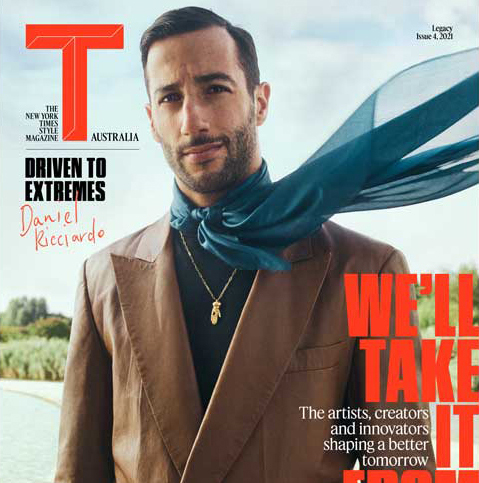 T
THE
NEW YORK
TIMES
STYLE
MAGAZINE
AUSTRALIA
Legacy
Issue 4, 2021
DRIVEN TO
EXTREMES
Daniel
Ricciardo
WE'LL
TAKE
IT
FROM
The artists, creators
and innovators
shaping a better
tomorrow